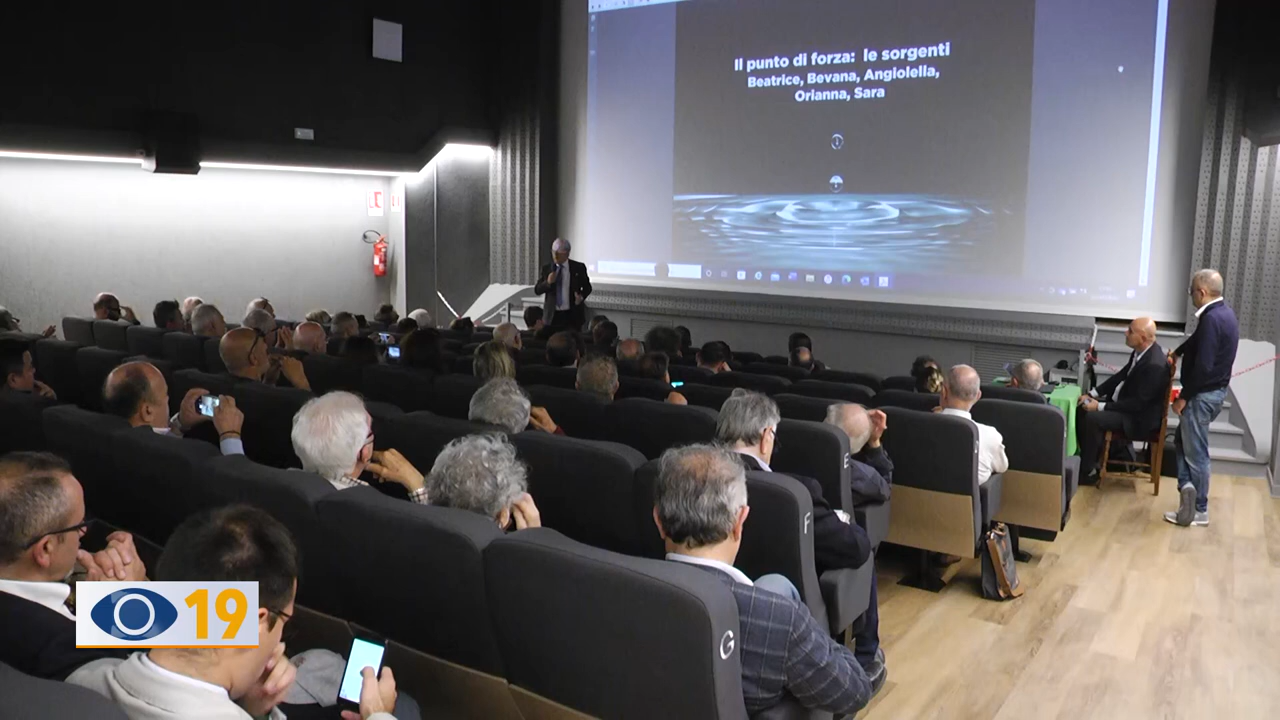 Il punto di forza: le sorgenti
Beatrice, Bevana, Angiolella,
Orianna, Sara
F
G
19